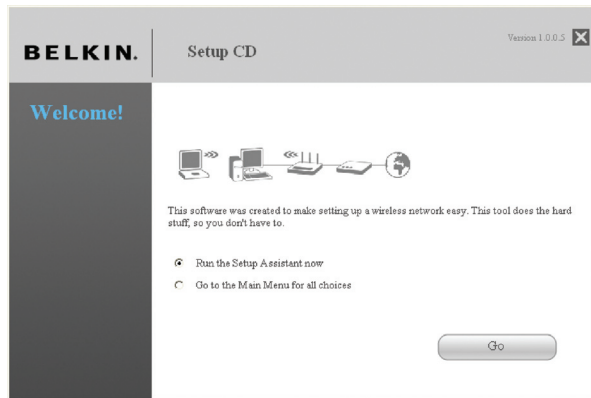 BELKIN.
Setup CD
Version 1.0.0.5
Welcome!
This software was created to make setting up a wireless network easy. This tool does the hard
stuff, so you don't have to.
Run the Setup Assistant now
Go to the Main Menu for all choices
Go